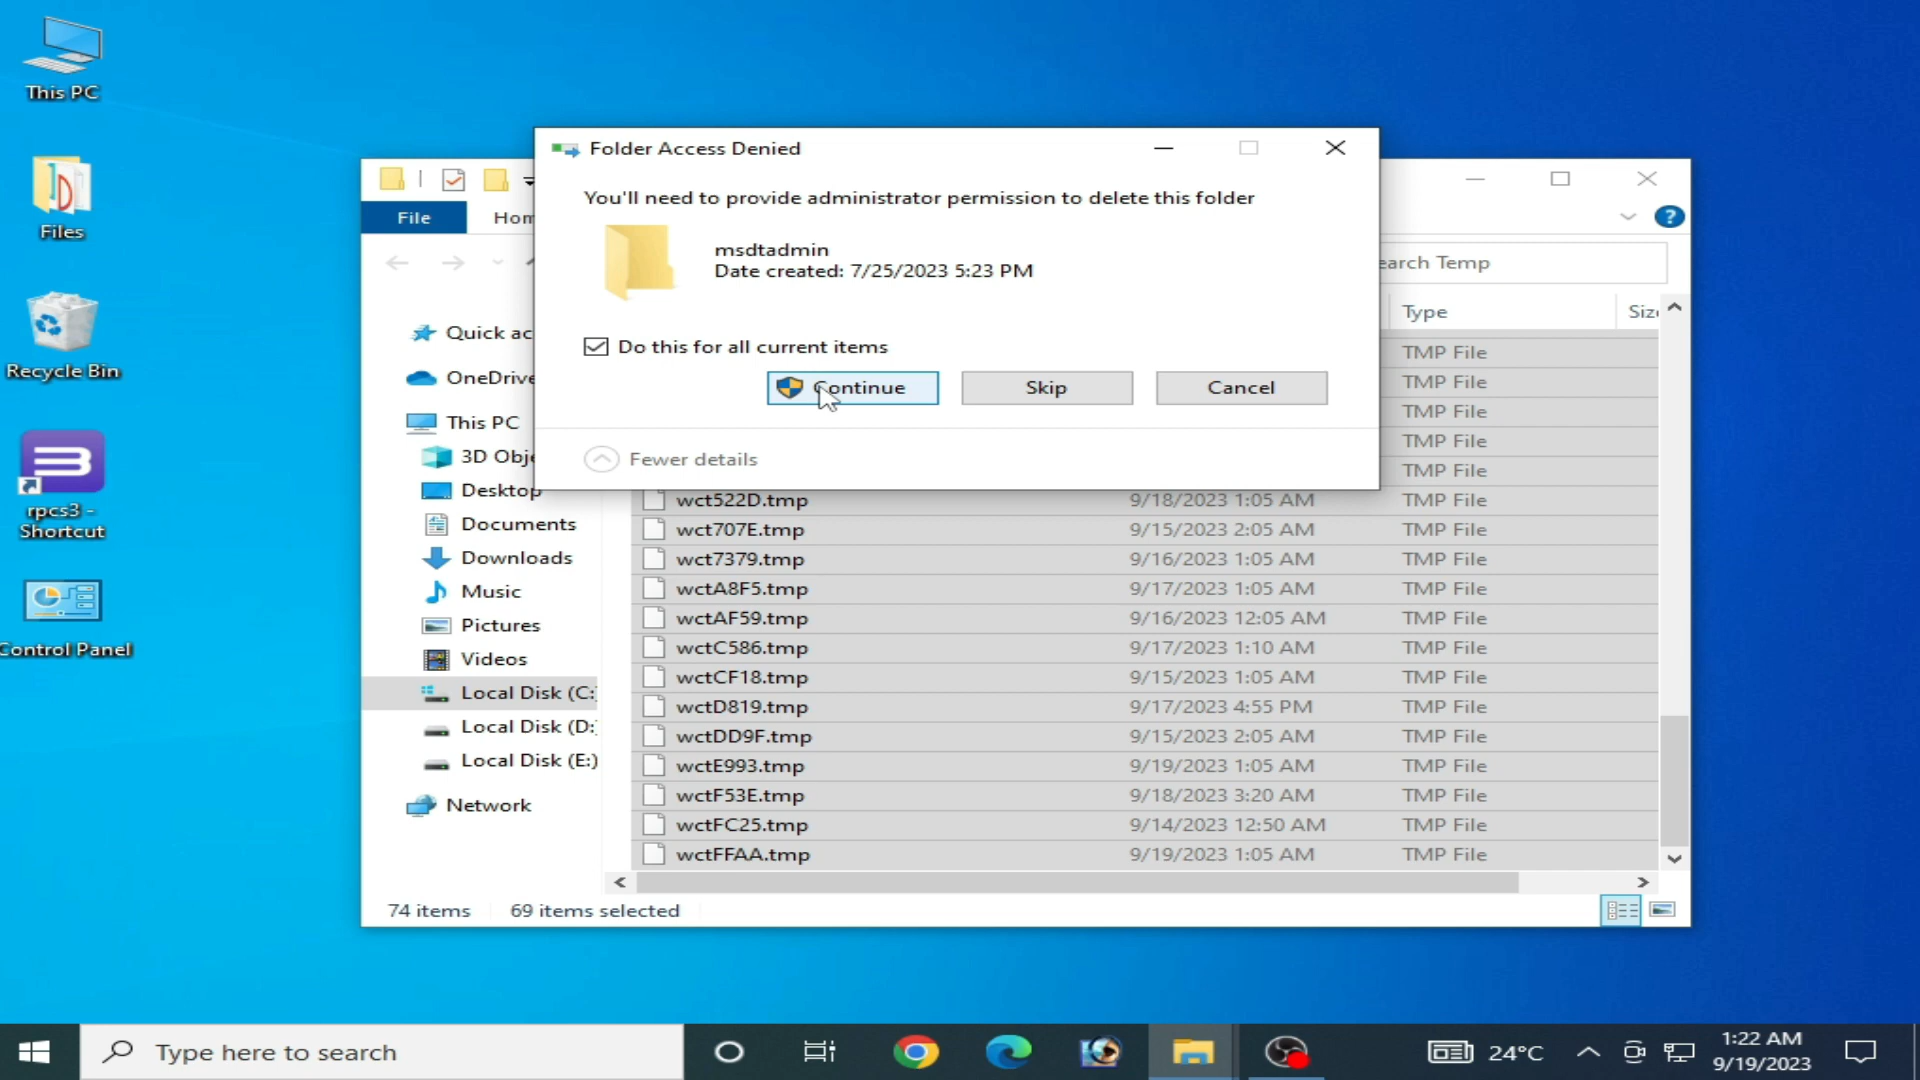 This PC
Files
Recycle Bin
rpcs3 -
Shortcut
Control Panel
Folder Access Denied
You'll need to provide administrator permission to delete this folder
msdtadmin
Date created: 7/25/2023 5:23 PM
Do this for all current items
Continue
Skip
Cancel
Fewer details
File
Hom
earch Temp
Type
Size
Quick ac
OneDrive
This PC
3D Obje
Desktop
Documents
Downloads
Music
Pictures
Videos
Local Disk (C:
Local Disk (D:
Local Disk (E:)
Network
TMP File
TMP File
TMP File
TMP File
TMP File
wct522D.tmp 9/18/2023 1:05 AM TMP File
wct707E.tmp 9/15/2023 2:05 AM TMP File
wct7379.tmp 9/16/2023 1:05 AM TMP File
wctA8F5.tmp 9/17/2023 1:05 AM TMP File
wctAF59.tmp 9/16/2023 12:05 AM TMP File
wctC586.tmp 9/17/2023 1:10 AM TMP File
wctCF18.tmp 9/15/2023 1:05 AM TMP File
wctD819.tmp 9/17/2023 4:55 PM TMP File
wctDD9F.tmp 9/15/2023 2:05 AM TMP File
wctE993.tmp 9/19/2023 1:05 AM TMP File
wctF53E.tmp 9/18/2023 3:20 AM TMP File
wctFC25.tmp 9/14/2023 12:50 AM TMP File
wctFFAA.tmp 9/19/2023 1:05 AM TMP File
74 items 69 items selected
Type here to search
24°C
1:22 AM
9/19/2023